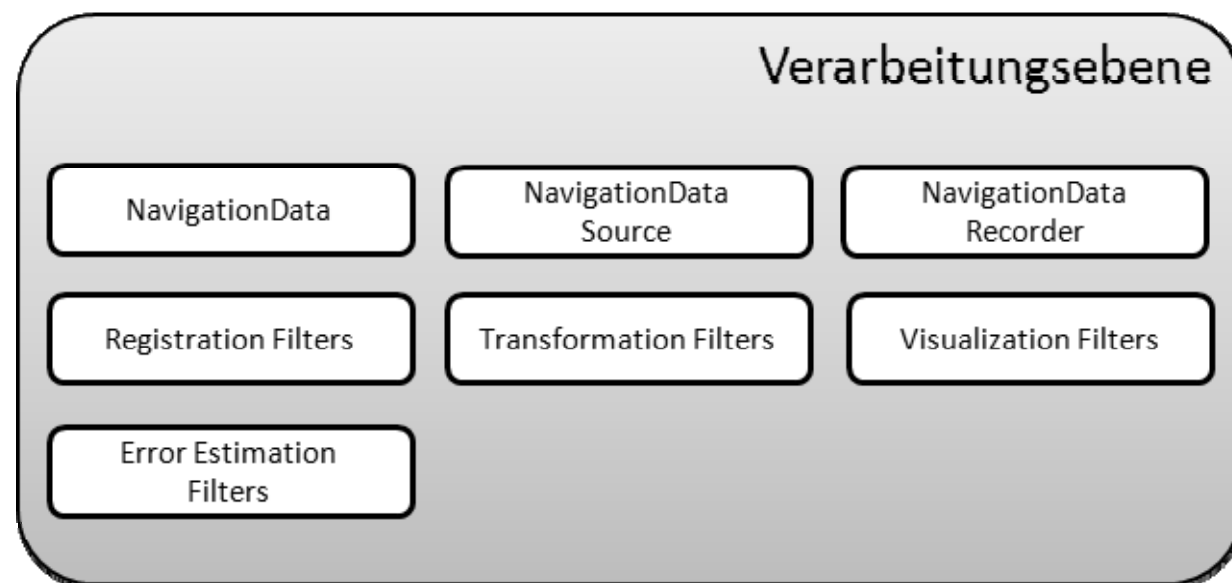 Verarbeitungsebene
NavigationData
NavigationData
Source
NavigationData
Recorder
Registration Filters
Transformation Filters
Visualization Filters
Error Estimation
Filters